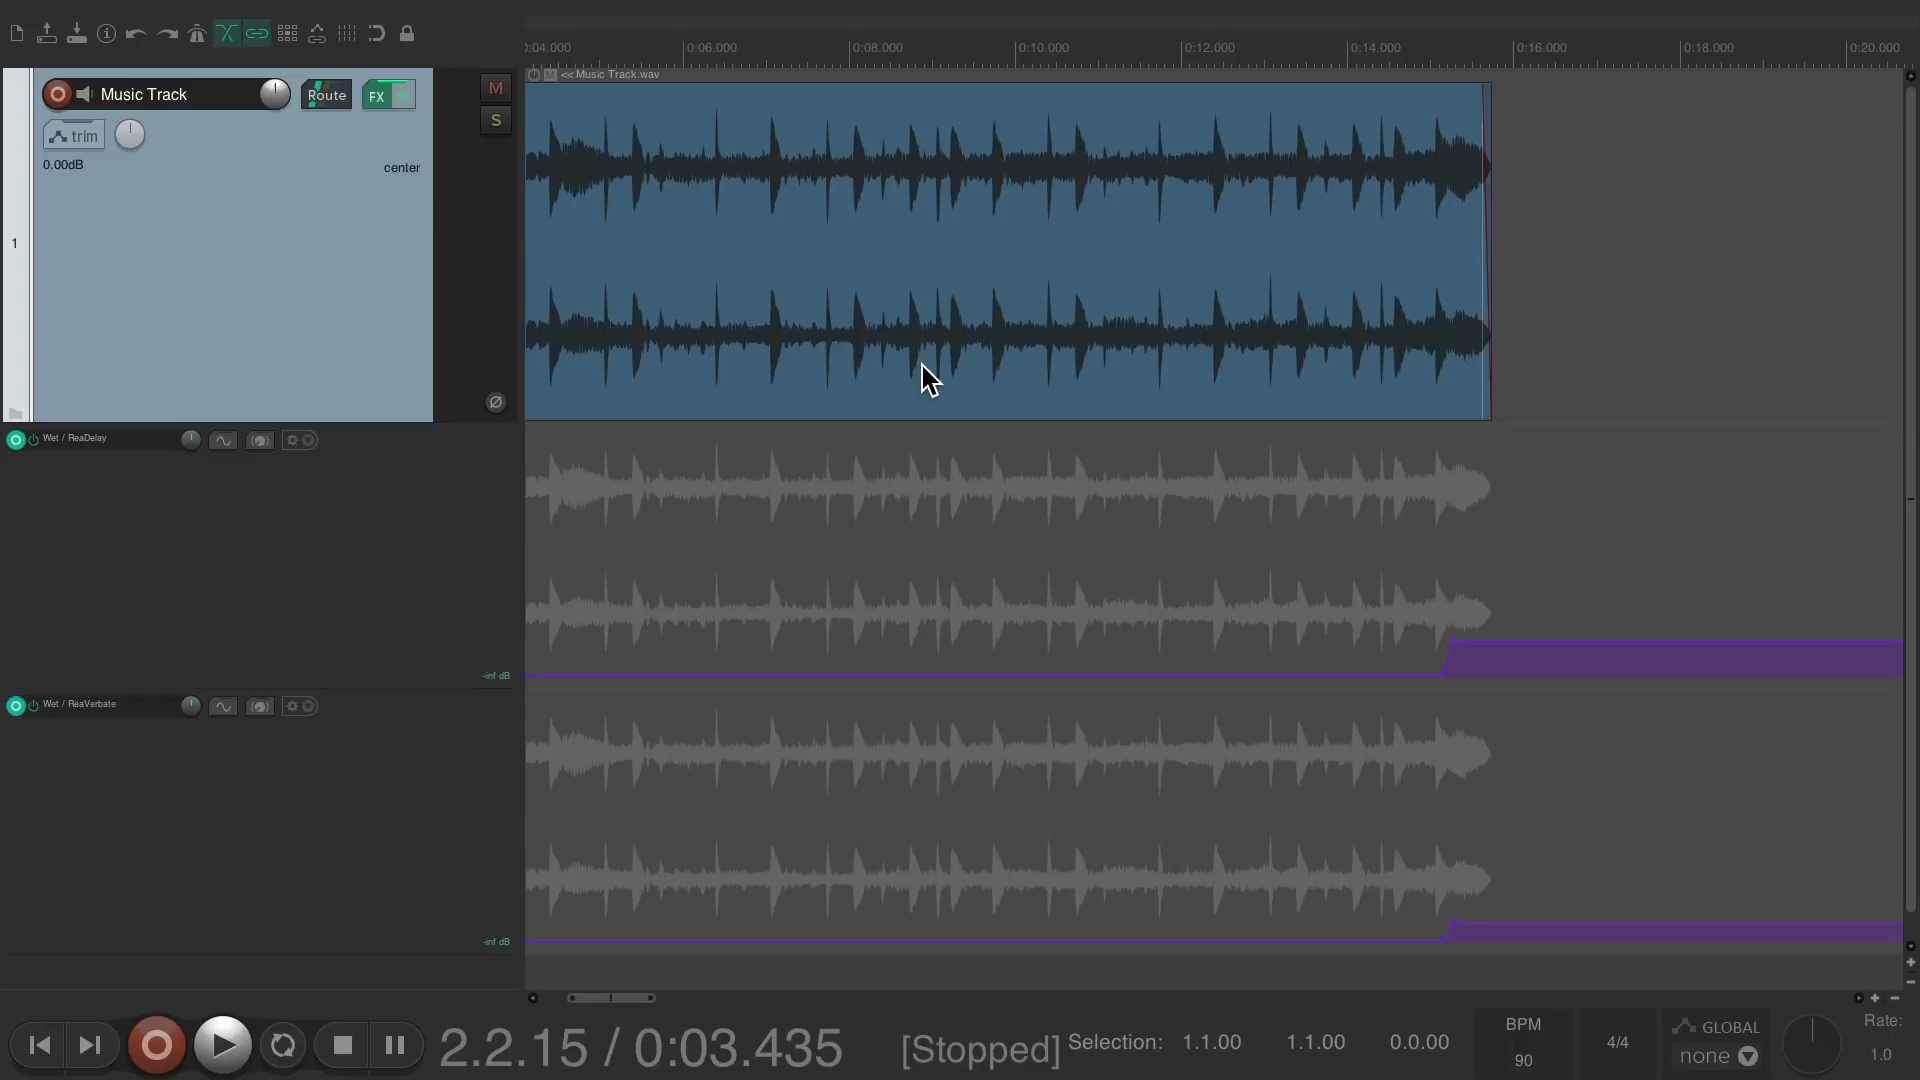 0:04.000 0:06.000 0:08.000 0:10.000 0:12.000 0:14.000 0:16.000 0:18.000 0:20.000
M << Music Track.wav
Music Track Route FX M
trim S
0.00dB center
1
Wet / ReaDelay
-inf dB
Wet / ReaVerbate
-inf dB
2.2.15 / 0:03.435 [Stopped] Selection: 1.1.00 1.1.00 0.0.00
BPM
90
4/4
GLOBAL
none
Rate:
1.0